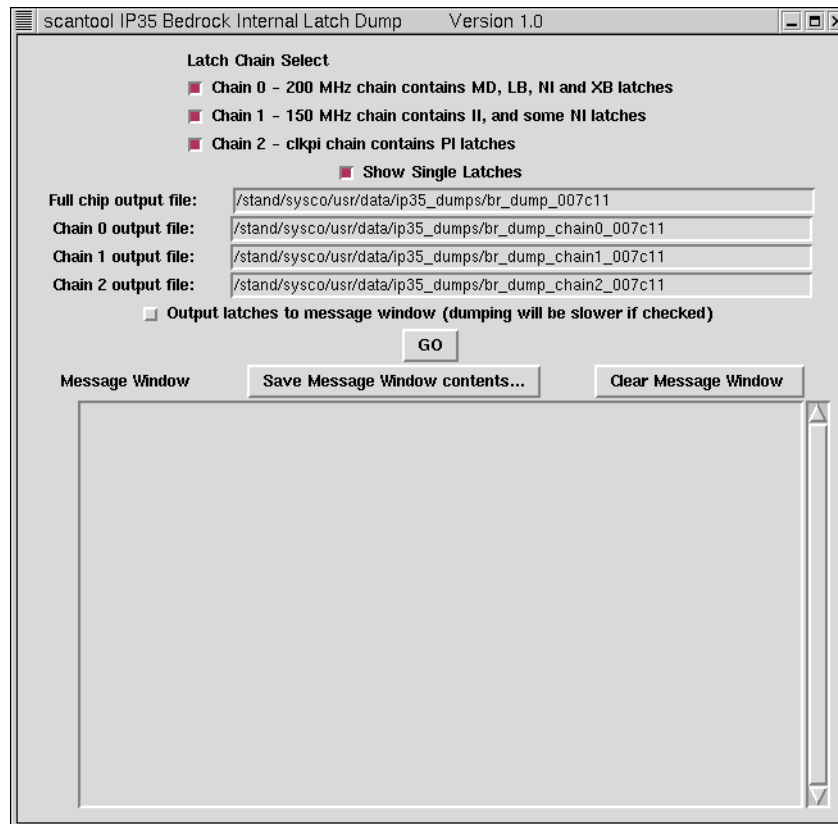 scantool IP35 Bedrock Internal Latch Dump Version 1.0
Latch Chain Select
Chain 0 - 200 MHz chain contains MD, LB, NI and XB latches
Chain 1 - 150 MHz chain contains II, and some NI latches
Chain 2 - clkpi chain contains PI latches
Show Single Latches
Full chip output file: /stand/sysco/usr/data/ip35_dumps/br_dump_007c11
Chain 0 output file: /stand/sysco/usr/data/ip35_dumps/br_dump_chain0_007c11
Chain 1 output file: /stand/sysco/usr/data/ip35_dumps/br_dump_chain1_007c11
Chain 2 output file: /stand/sysco/usr/data/ip35_dumps/br_dump_chain2_007c11
Output latches to message window (dumping will be slower if checked)
GO
Message Window Save Message Window contents... Clear Message Window